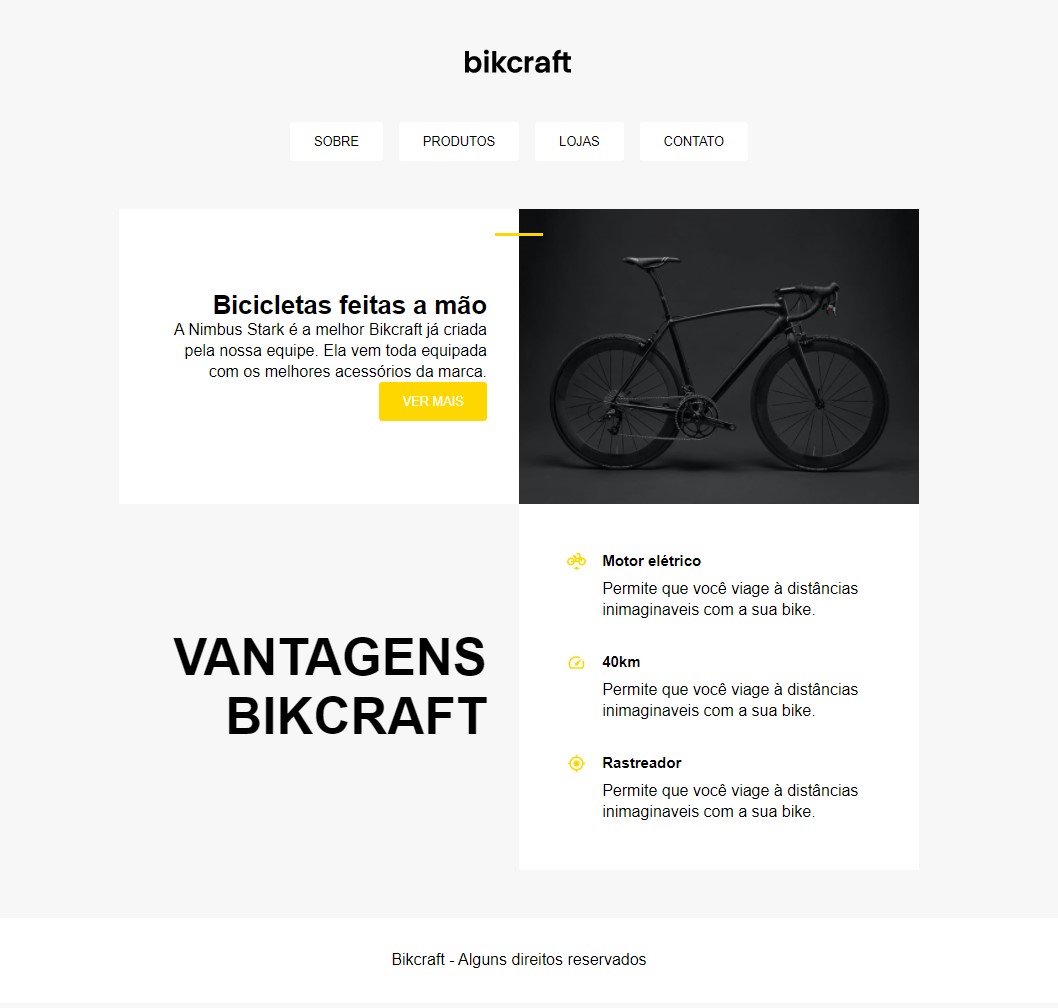 bikcraft
SOBRE PRODUTOS LOJAS CONTATO
Bicicletas feitas a mão
A Nimbus Stark é a melhor Bikcraft já criada
pela nossa equipe. Ela vem toda equipada
com os melhores acessórios da marca.
VER MAIS
VANTAGENS
BIKCRAFT
Motor elétrico
Permite que você viage à distâncias
inimaginaveis com a sua bike.
40km
Permite que você viage à distâncias
inimaginaveis com a sua bike.
Rastreador
Permite que você viage à distâncias
inimaginaveis com a sua bike.
Bikcraft - Alguns direitos reservados